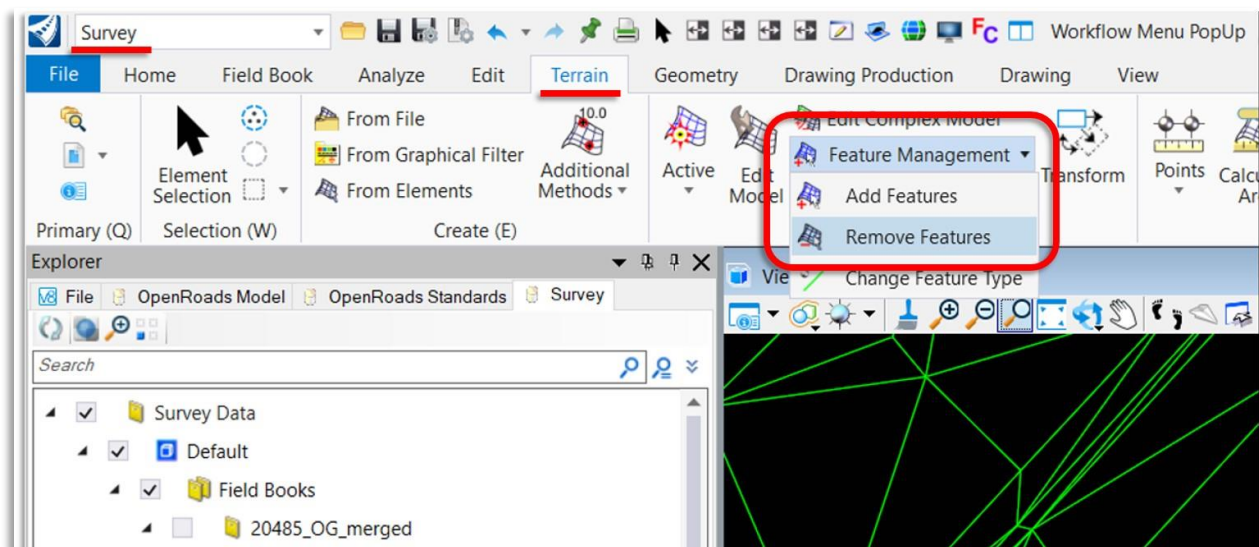 Survey
FC
Workflow Menu PopUp
File Home Field Book Analyze Edit Terrain Geometry Drawing Production Drawing View
From File
From Graphical Filter
From Elements
Element
Selection
10.0
Additional
Methods
Active
Edit
Model
Edit Complex Model
Feature Management
Add Features
Remove Features
Change Feature Type
Transform
Points
Primary (Q) Selection (W) Create (E)
Explorer
File OpenRoads Model OpenRoads Standards Survey
Search
Survey Data
Default
Field Books
20485_OG_merged